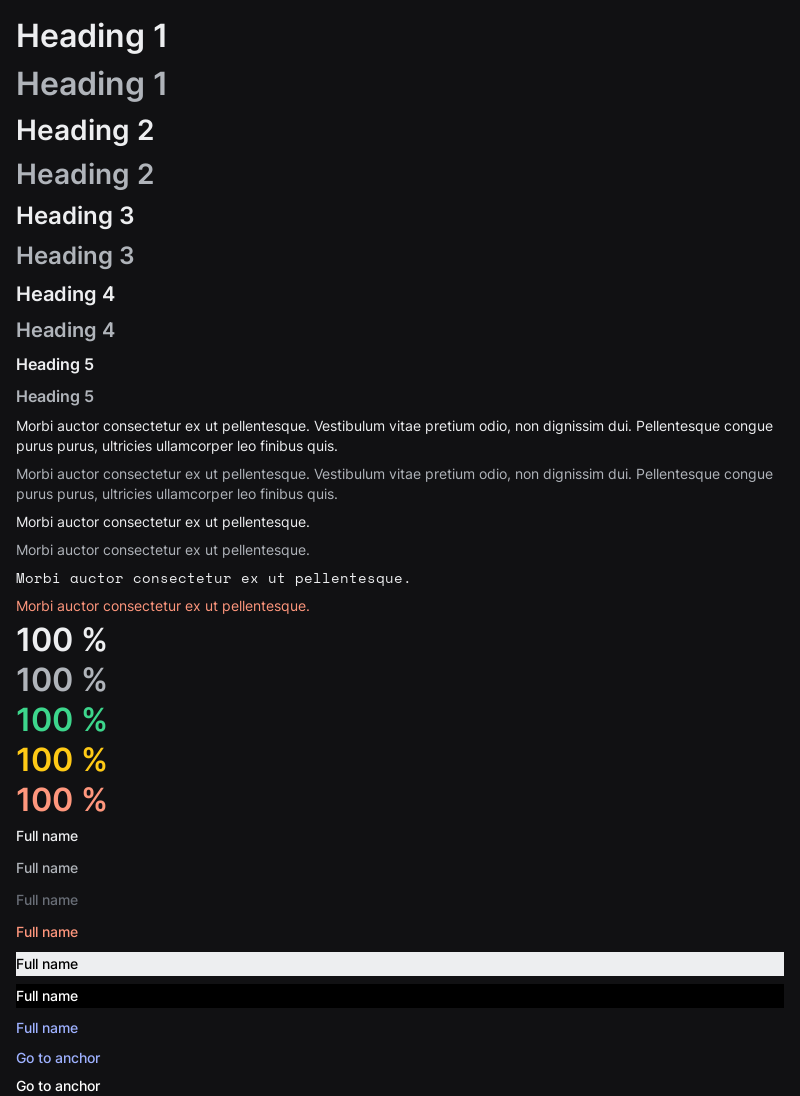 Heading 1
Heading 1
Heading 2
Heading 2
Heading 3
Heading 3
Heading 4
Heading 4
Heading 5
Heading 5
Morbi auctor consectetur ex ut pellentesque. Vestibulum vitae pretium odio, non dignissim dui. Pellentesque congue
purus purus, ultricies ullamcorper leo finibus quis.
Morbi auctor consectetur ex ut pellentesque. Vestibulum vitae pretium odio, non dignissim dui. Pellentesque congue
purus purus, ultricies ullamcorper leo finibus quis.
Morbi auctor consectetur ex ut pellentesque.
Morbi auctor consectetur ex ut pellentesque.
Morbi auctor consectetur ex ut pellentesque.
Morbi auctor consectetur ex ut pellentesque.
100 %
100 %
100 %
100 %
100 %
Full name
Full name
Full name
Full name
Full name
Full name
Full name
Go to anchor
Go to anchor